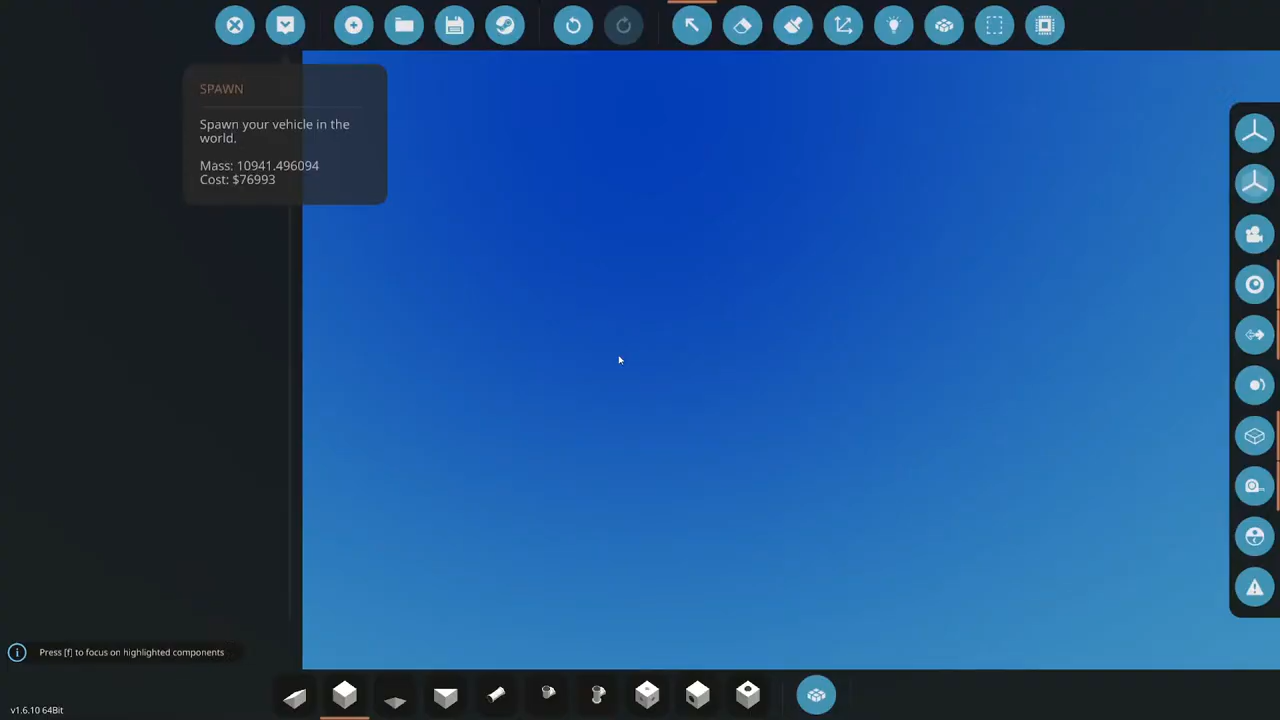 SPAWN
Spawn your vehicle in the
world.
Mass: 10941.496094
Cost: $76993
Press [f] to focus on highlighted components
v1.6.10 64Bit